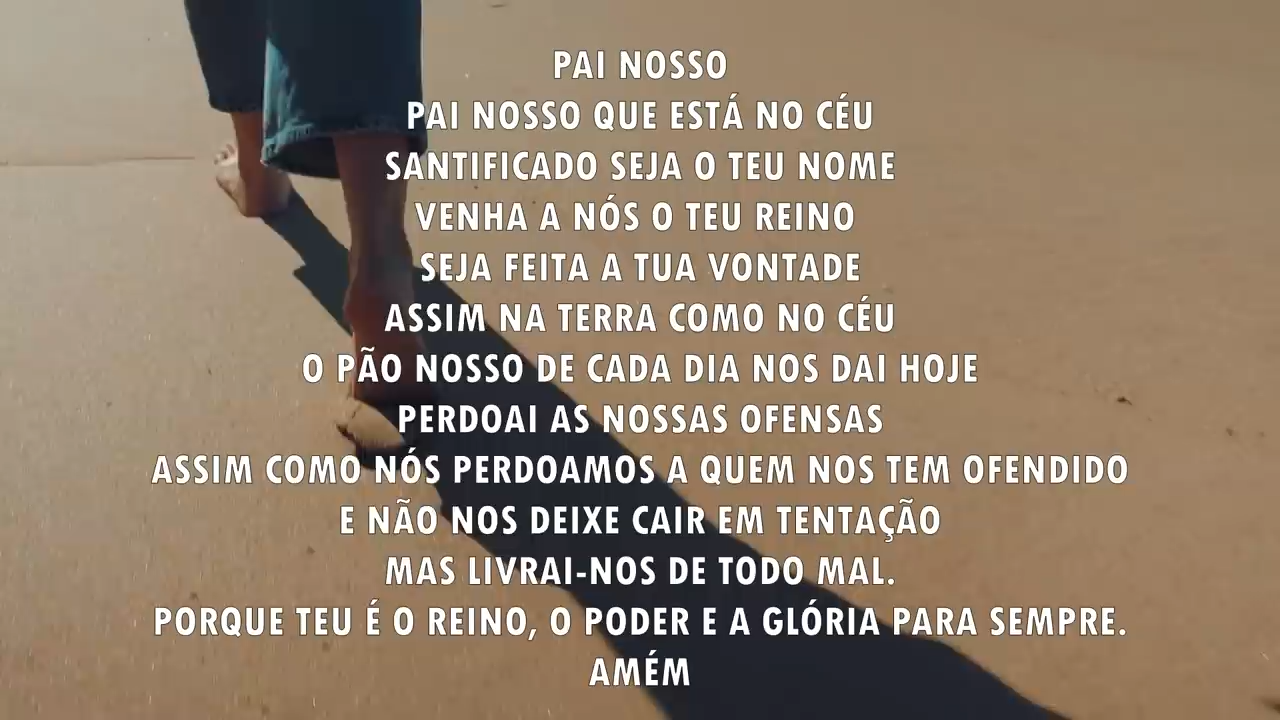 PAI NOSSO
PAI NOSSO QUE ESTÁ NO CÉU
SANTIFICADO SEJA O TEU NOME
VENHA A NÓS O TEU REINO
SEJA FEITA A TUA VONTADE
ASSIM NA TERRA COMO NO CÉU
O PÃO NOSSO DE CADA DIA NOS DAI HOJE
PERDOAI AS NOSSAS OFENSAS
ASSIM COMO NÓS PERDOAMOS A QUEM NOS TEM OFENDIDO
E NÃO NOS DEIXE CAIR EM TENTAÇÃO
MAS LIVRAI-NOS DE TODO MAL.
PORQUE TEU É O REINO, O PODER E A GLÓRIA PARA SEMPRE.
AMÉM